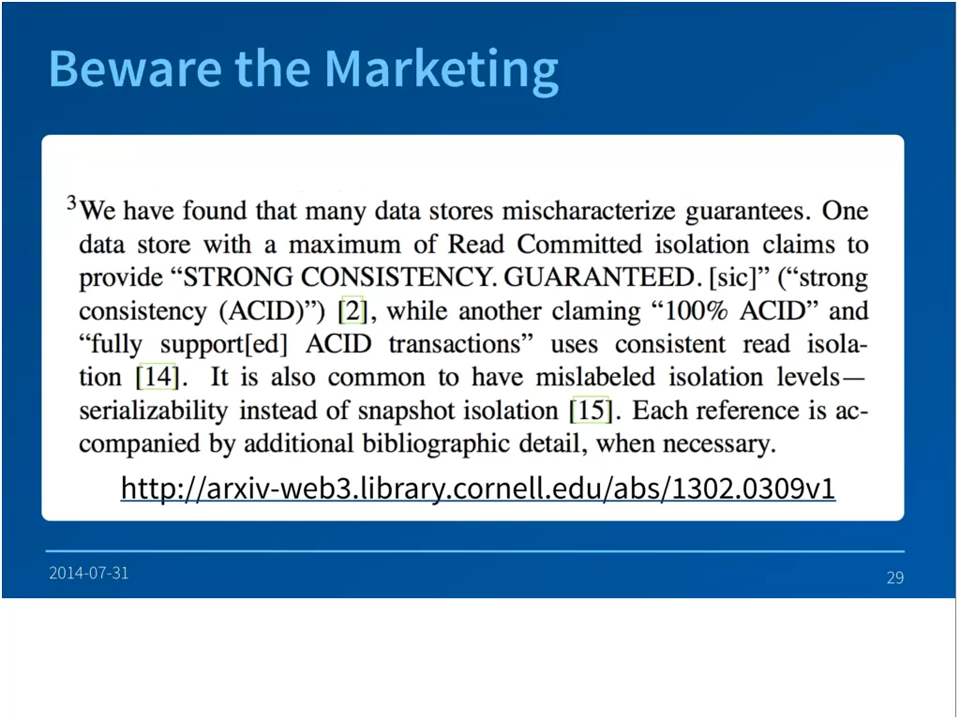 Beware the Marketing
3We have found that many data stores mischaracterize guarantees. One
data store with a maximum of Read Committed isolation claims to
provide “STRONG CONSISTENCY. GUARANTEED. [sic]” (“strong
consistency (ACID)”) [2], while another claming “100% ACID” and
“fully support[ed] ACID transactions” uses consistent read isola-
tion [14]. It is also common to have mislabeled isolation levels—
serializability instead of snapshot isolation [15]. Each reference is ac-
companied by additional bibliographic detail, when necessary.
http://arxiv-web3.library.cornell.edu/abs/1302.0309v1
2014-07-31
29